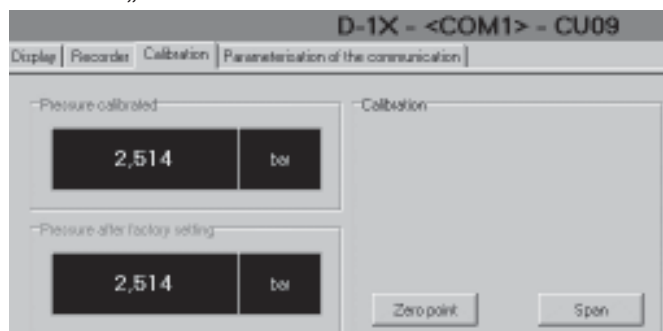 D-1X - <COM1> - CU09
Display Recorder Calibration Parameterisation of the communication
Pressure calibrated
Calibration
2,514 bar
Pressure after factory setting
2,514 bar
Zero point Span